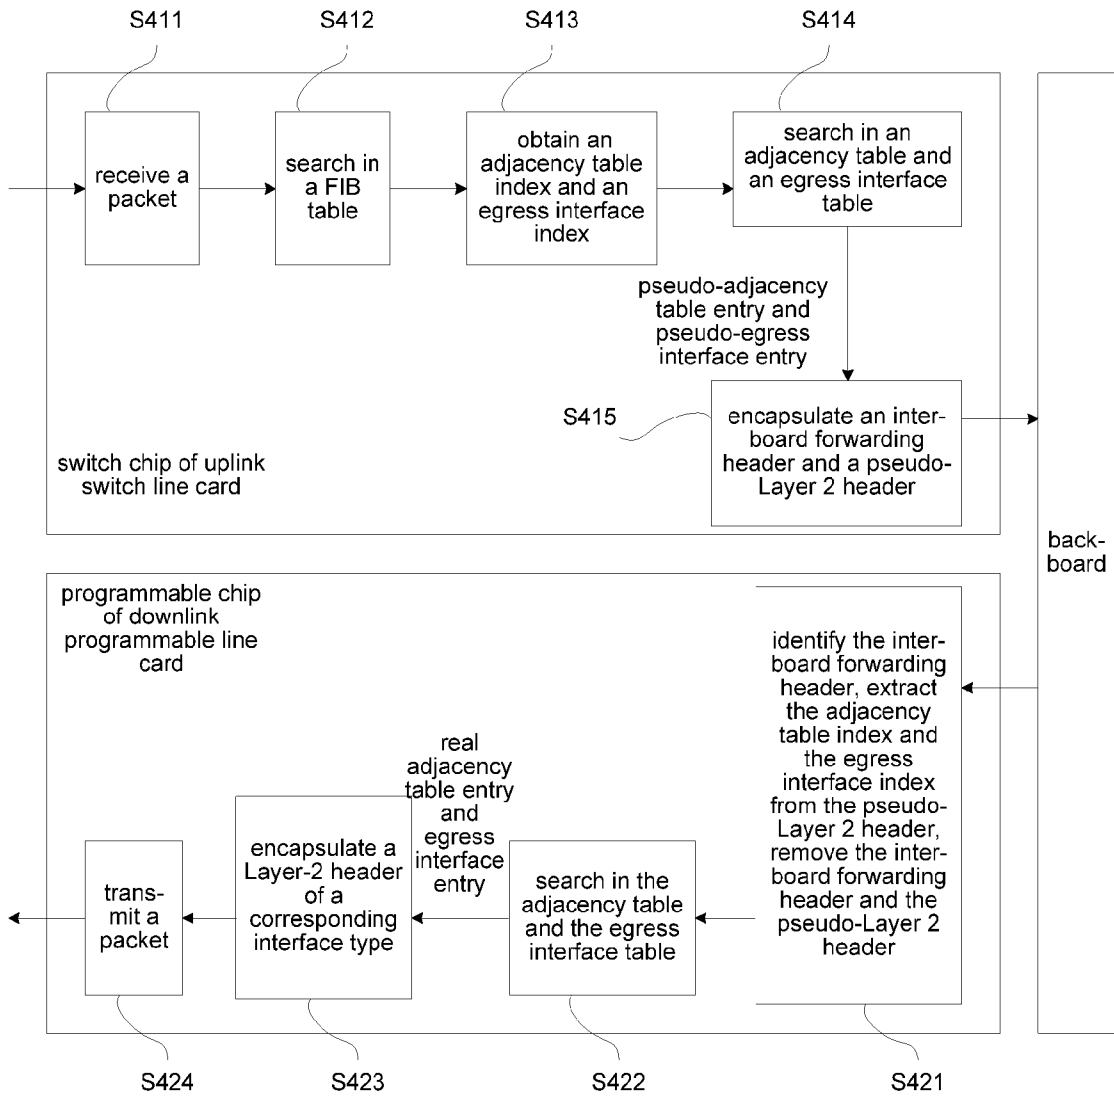 S411
S412
S413
S414
receive a
packet
search in
a FIB
table
obtain an
adjacency table
index and an
egress interface
index
search in an
adjacency table and
an egress interface
table
pseudo-adjacency
table entry and
pseudo-egress
interface entry
S415
encapsulate an inter-
board forwarding
header and a pseudo-
Layer 2 header
switch chip of uplink
switch line card
back-
board
programmable chip
of downlink
programmable line
card
identify the inter-
board forwarding
header, extract
the adjacency
table index and
the egress
interface index
from the pseudo-
Layer 2 header,
remove the inter-
board forwarding
header and the
pseudo-Layer 2
header
real
adjacency
table entry
and
egress
interface
entry
search in the
adjacency table
and the egress
interface table
encapsulate a
Layer-2 header
of a
corresponding
interface type
trans-
mit a
packet
S424
S423
S422
S421